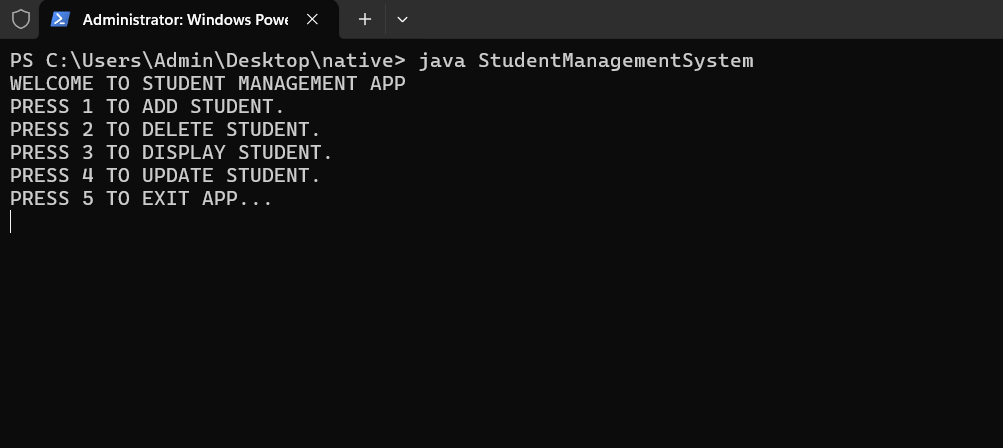 Administrator: Windows Powe
PS C:\Users\Admin\Desktop\native> java StudentManagementSystem
WELCOME TO STUDENT MANAGEMENT APP
PRESS 1 TO ADD STUDENT.
PRESS 2 TO DELETE STUDENT.
PRESS 3 TO DISPLAY STUDENT.
PRESS 4 TO UPDATE STUDENT.
PRESS 5 TO EXIT APP...